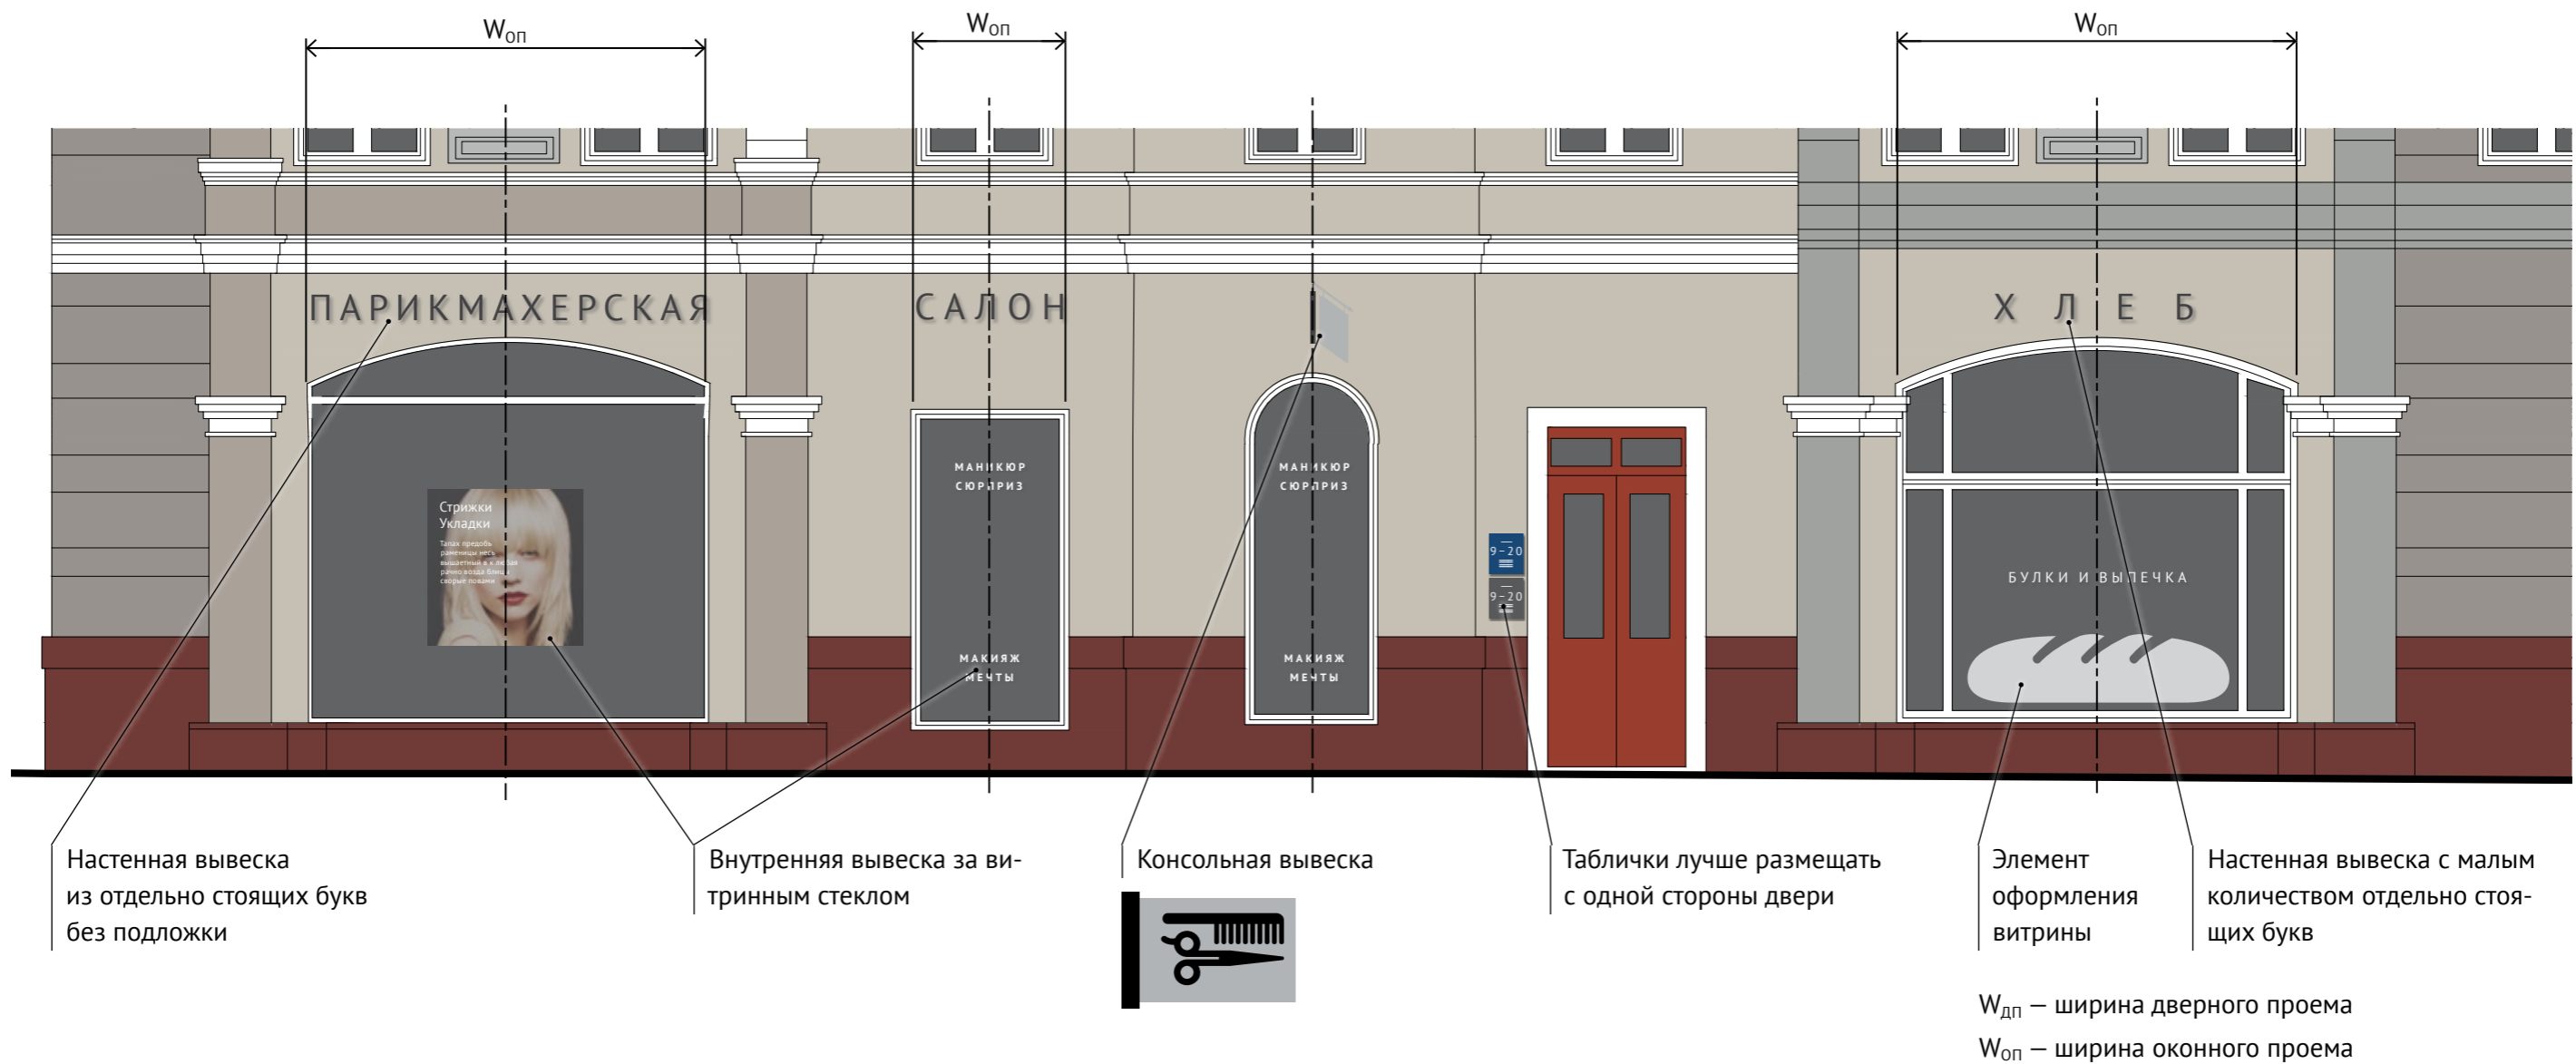 Wоп
Wоп
Wоп
ПАРИКМАХЕРСКАЯ
САЛОН
ХЛЕБ
Стрижки
Укладки
МАНИКЮР
СЮРПРИЗ
МАКИЯЖ
МЕЧТЫ
МАНИКЮР
СЮРПРИЗ
МАКИЯЖ
МЕЧТЫ
9–20
9–20
БУЛКИ И ВЫПЕЧКА
Настенная вывеска
из отдельно стоящих букв
без подложки
Внутренняя вывеска за ви-
тринным стеклом
Консольная вывеска
Таблички лучше размещать
с одной стороны двери
Элемент
оформления
витрины
Настенная вывеска с малым
количеством отдельно стоя-
щих букв
Wдп — ширина дверного проема
Wоп — ширина оконного проема